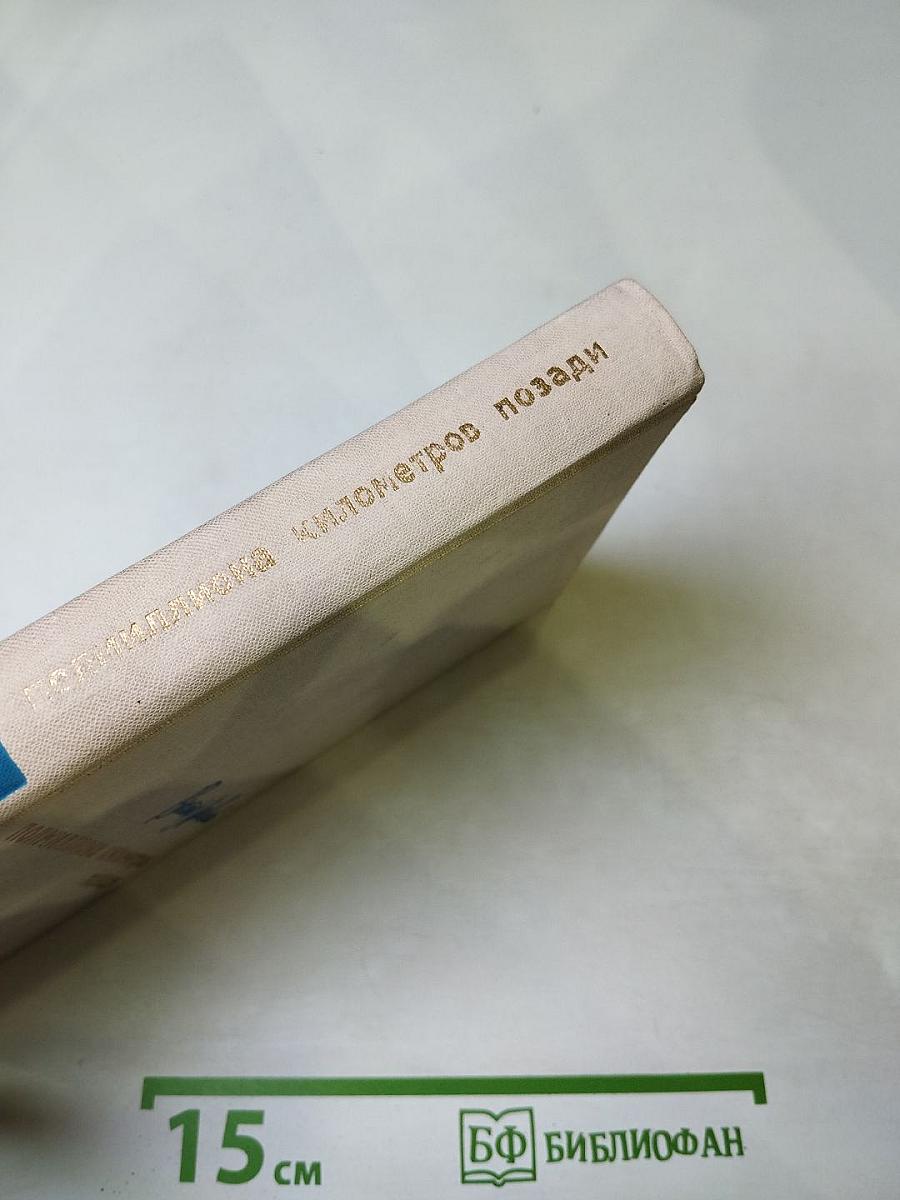 полмиллиона километров позади
15 см
БФ БИБЛИОФАН